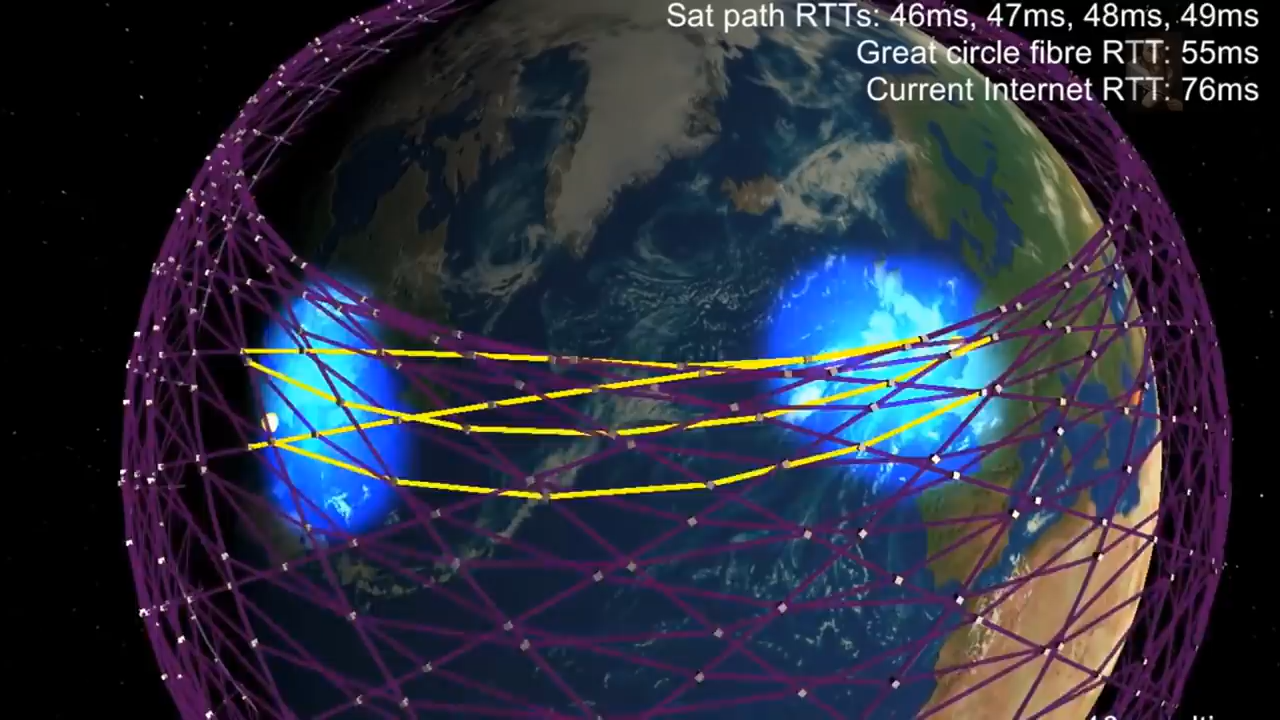 Sat path RTTs: 46ms, 47ms, 48ms, 49ms
Great circle fibre RTT: 55ms
Current Internet RTT: 76ms